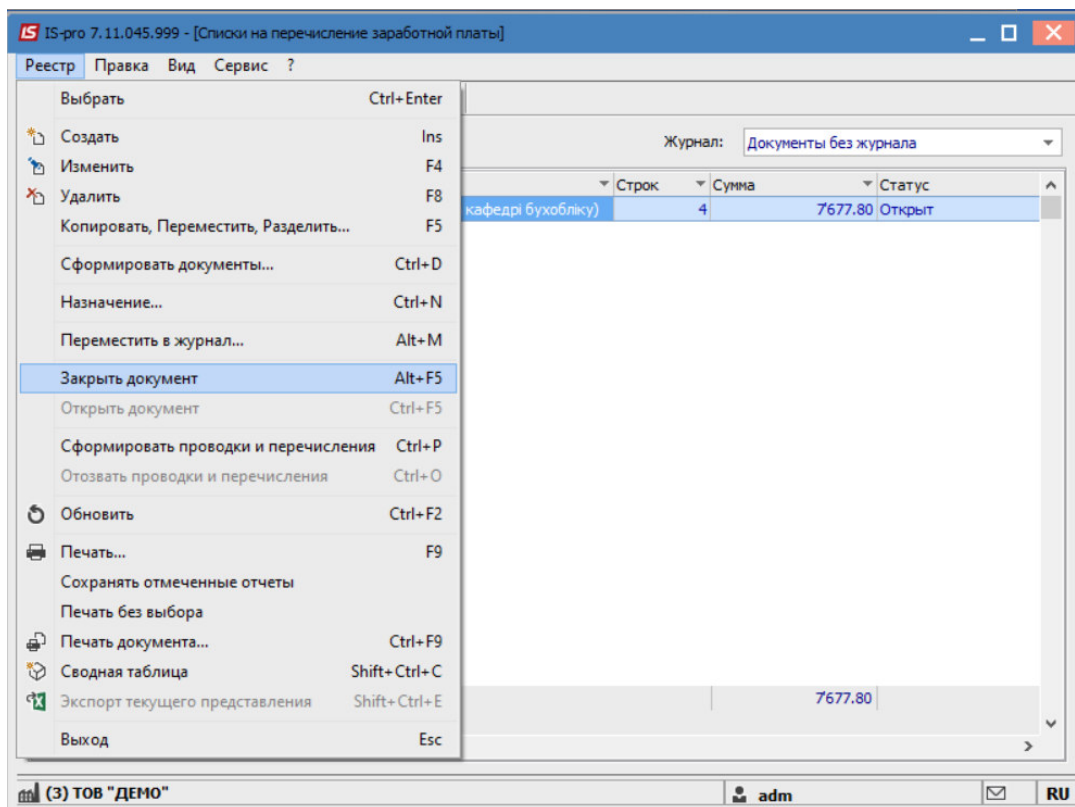 IS-pro 7.11.045.999 - [Списки на перечисление заработной платы]
Реестр Правка Вид Сервис ?
Выбрать Ctrl+Enter
Создать Ins
Журнал: Документы без журнала
Изменить F4
Удалить F8
Строк Сумма Статус
кафедрі бухобліку) 4 7'677.80 Открыт
Копировать, Переместить, Разделить... F5
Сформировать документы... Ctrl+D
Назначение... Ctrl+N
Переместить в журнал... Alt+M
Закрыть документ Alt+F5
Открыть документ Ctrl+F5
Сформировать проводки и перечисления Ctrl+P
Отозвать проводки и перечисления Ctrl+O
Обновить Ctrl+F2
Печать... F9
Сохранять отмеченные отчеты
Печать без выбора
Печать документа... Ctrl+F9
Сводная таблица Shift+Ctrl+C
Экспорт текущего представления Shift+Ctrl+E
7'677.80
Выход Esc
(3) ТОВ "ДЕМО" adm RU